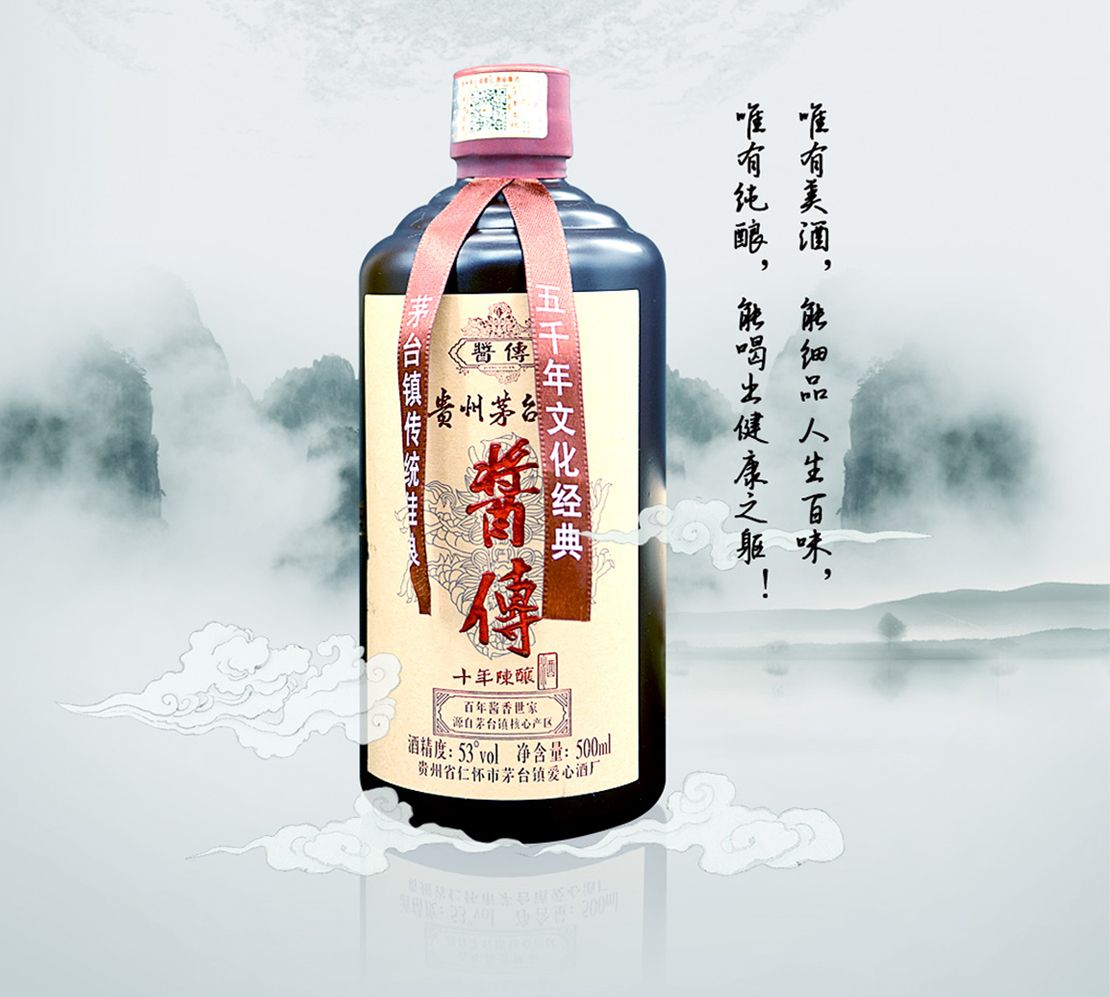 唯有美酒，能细品人生百味，
唯有纯酿，能喝出健康之躯！
五千年文化经典
茅台镇传统佳酿
醬傳
貴州茅台
醬傳
十年陳釀
百年酱香世家
源自茅台镇核心产区
酒精度：53°vol 净含量：500ml
贵州省仁怀市茅台镇爱心酒厂